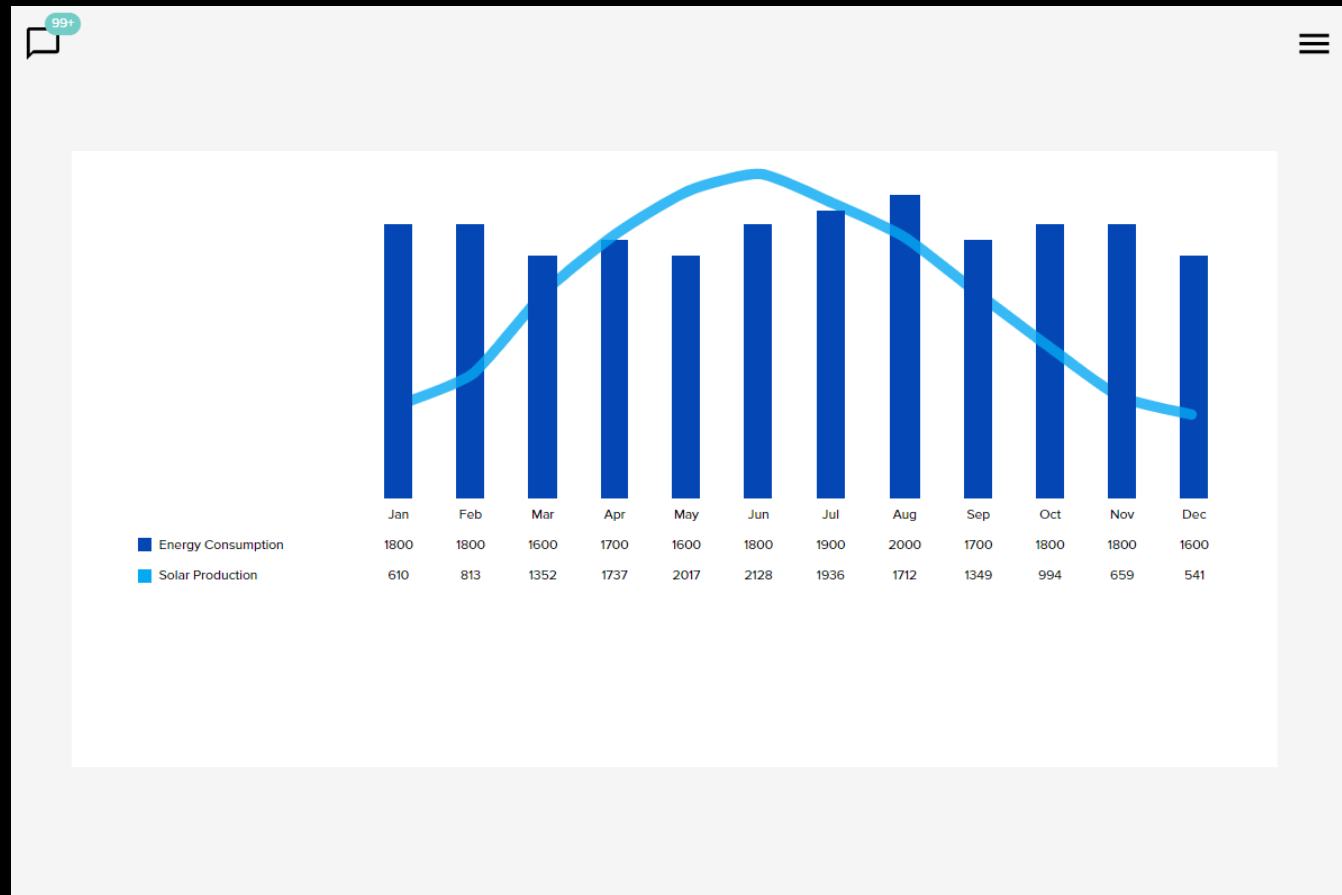 99+
Jan Feb Mar Apr May Jun Jul Aug Sep Oct Nov Dec
Energy Consumption 1800 1800 1600 1700 1600 1800 1900 2000 1700 1800 1800 1600
Solar Production 610 813 1352 1737 2017 2128 1936 1712 1349 994 659 541